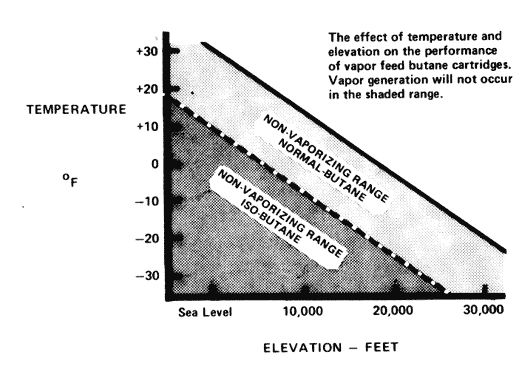 The effect of temperature and
elevation on the performance
of vapor feed butane cartridges.
Vapor generation will not occur
in the shaded range.
+30
+20
TEMPERATURE
+10
0
°F
−10
−20
−30
NON-VAPORIZING RANGE
NORMAL-BUTANE
NON-VAPORIZING RANGE
ISO-BUTANE
Sea Level 10,000 20,000 30,000
ELEVATION – FEET